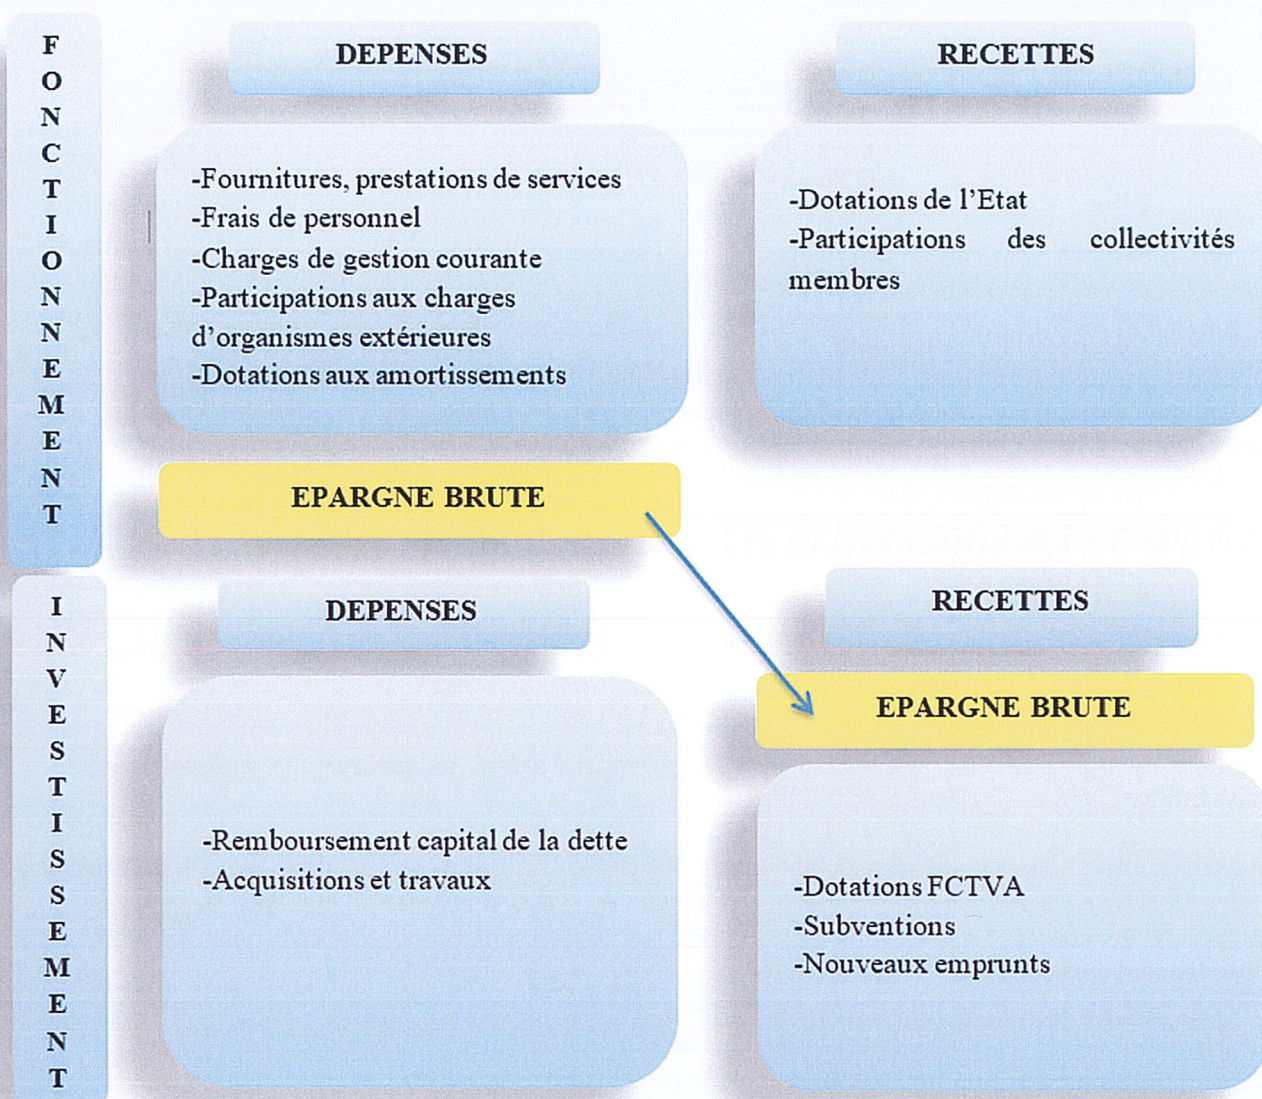 FONCTIONNEMENT
DEPENSES
RECETTES
-Fournitures, prestations de services
-Frais de personnel
-Charges de gestion courante
-Participations aux charges
d’organismes extérieures
-Dotations aux amortissements
-Dotations de l’Etat
-Participations des collectivités
membres
EPARGNE BRUTE
INVESTISSEMENT
DEPENSES
RECETTES
EPARGNE BRUTE
-Remboursement capital de la dette
-Acquisitions et travaux
-Dotations FCTVA
-Subventions
-Nouveaux emprunts